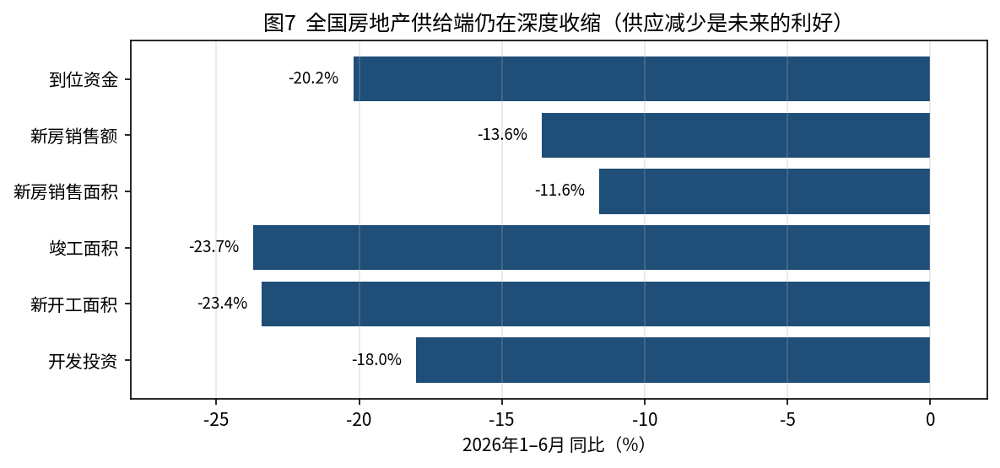 图7 全国房地产供给端仍在深度收缩（供应减少是未来的利好）
到位资金 -20.2%
新房销售额 -13.6%
新房销售面积 -11.6%
竣工面积 -23.7%
新开工面积 -23.4%
开发投资 -18.0%
-25 -20 -15 -10 -5 0
2026年1–6月 同比（%）